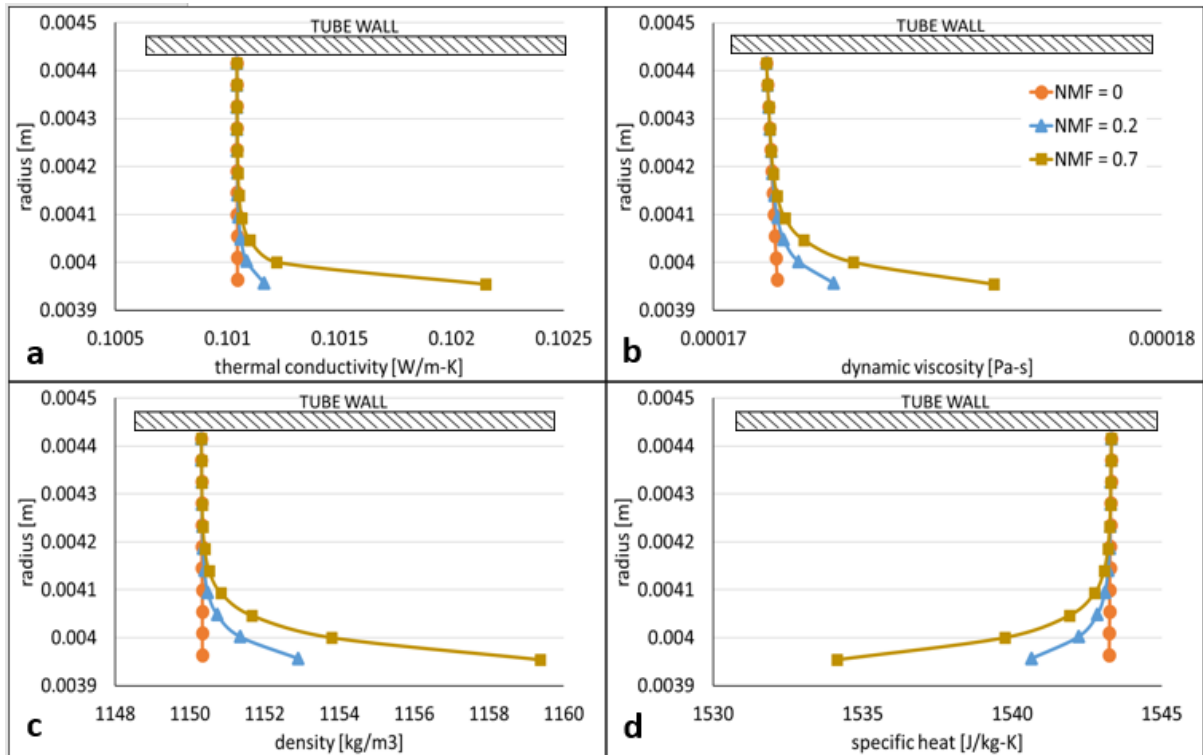 0.0045
TUBE WALL
0.0044
0.0043
0.0042
0.0041
0.004
0.0039
radius [m]
0.1005 0.101 0.1015 0.102 0.1025
a
thermal conductivity [W/m-K]
0.0045
TUBE WALL
0.0044
0.0043
0.0042
0.0041
0.004
0.0039
radius [m]
NMF = 0
NMF = 0.2
NMF = 0.7
0.00017 0.00018
b
dynamic viscosity [Pa-s]
0.0045
TUBE WALL
0.0044
0.0043
0.0042
0.0041
0.004
0.0039
radius [m]
1148 1150 1152 1154 1156 1158 1160
c
density [kg/m3]
0.0045
TUBE WALL
0.0044
0.0043
0.0042
0.0041
0.004
0.0039
radius [m]
1530 1535 1540 1545
d
specific heat [J/kg-K]